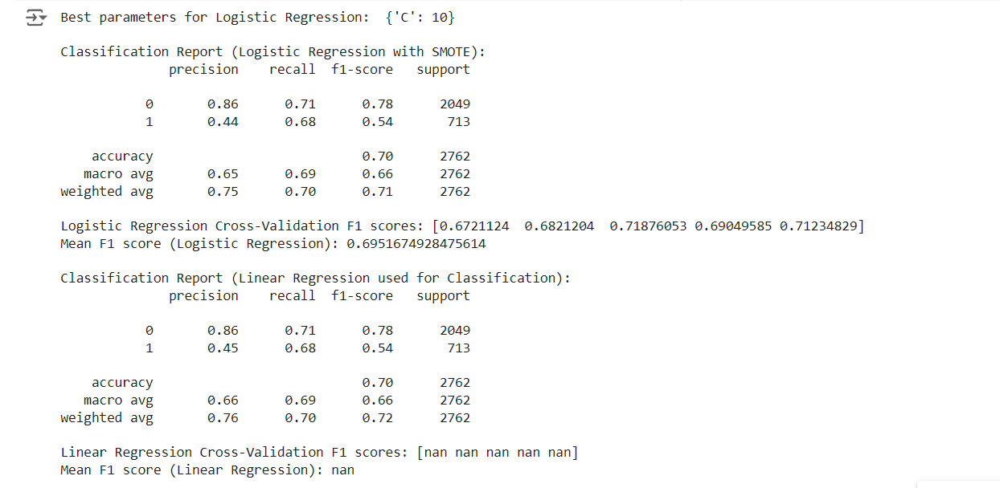 Best parameters for Logistic Regression:  {'C': 10}
Classification Report (Logistic Regression with SMOTE):
              precision    recall  f1-score   support
           0       0.86      0.71      0.78      2049
           1       0.44      0.68      0.54       713
    accuracy                           0.70      2762
   macro avg       0.65      0.69      0.66      2762
weighted avg       0.75      0.70      0.71      2762
Logistic Regression Cross-Validation F1 scores: [0.6721124  0.6821204  0.71876053 0.69049585 0.71234829]
Mean F1 score (Logistic Regression): 0.6951674928475614
Classification Report (Linear Regression used for Classification):
              precision    recall  f1-score   support
           0       0.86      0.71      0.78      2049
           1       0.45      0.68      0.54       713
    accuracy                           0.70      2762
   macro avg       0.66      0.69      0.66      2762
weighted avg       0.76      0.70      0.72      2762
Linear Regression Cross-Validation F1 scores: [nan nan nan nan nan]
Mean F1 score (Linear Regression): nan